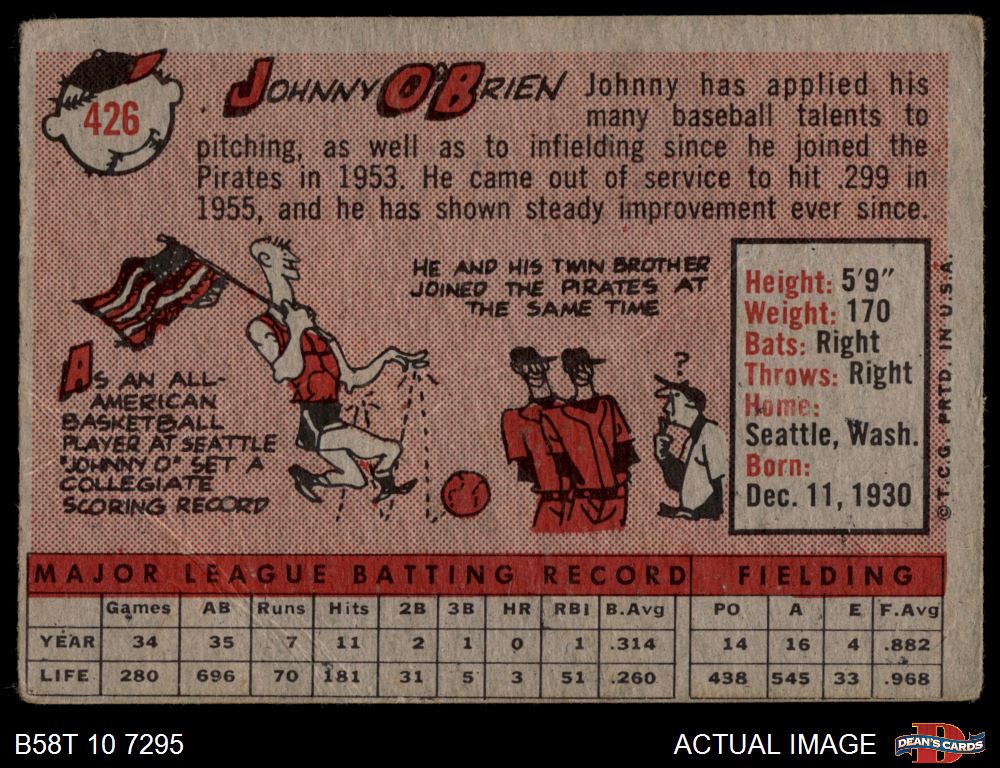 426
JOHNNY O'BRIEN Johnny has applied his
many baseball talents to
pitching, as well as to infielding since he joined the
Pirates in 1953. He came out of service to hit .299 in
1955, and he has shown steady improvement ever since.
HE AND HIS TWIN BROTHER
JOINED THE PIRATES AT
THE SAME TIME
AS AN ALL-
AMERICAN
BASKETBALL
PLAYER AT SEATTLE
"JOHNNY O" SET A
COLLEGIATE
SCORING RECORD
?
Height: 5'9"
Weight: 170
Bats: Right
Throws: Right
Home:
Seattle, Wash.
Born:
Dec. 11, 1930
©T.C.G. PRTD. IN U.S.A.
MAJOR LEAGUE BATTING RECORD FIELDING
Games AB Runs Hits 2B 3B HR RBI B.Avg PO A E F.Avg
YEAR 34 35 7 11 2 1 0 1 .314 14 16 4 .882
LIFE 280 696 70 181 31 5 3 51 .260 438 545 33 .968
B58T 10 7295 ACTUAL IMAGE D DEAN'S CARDS